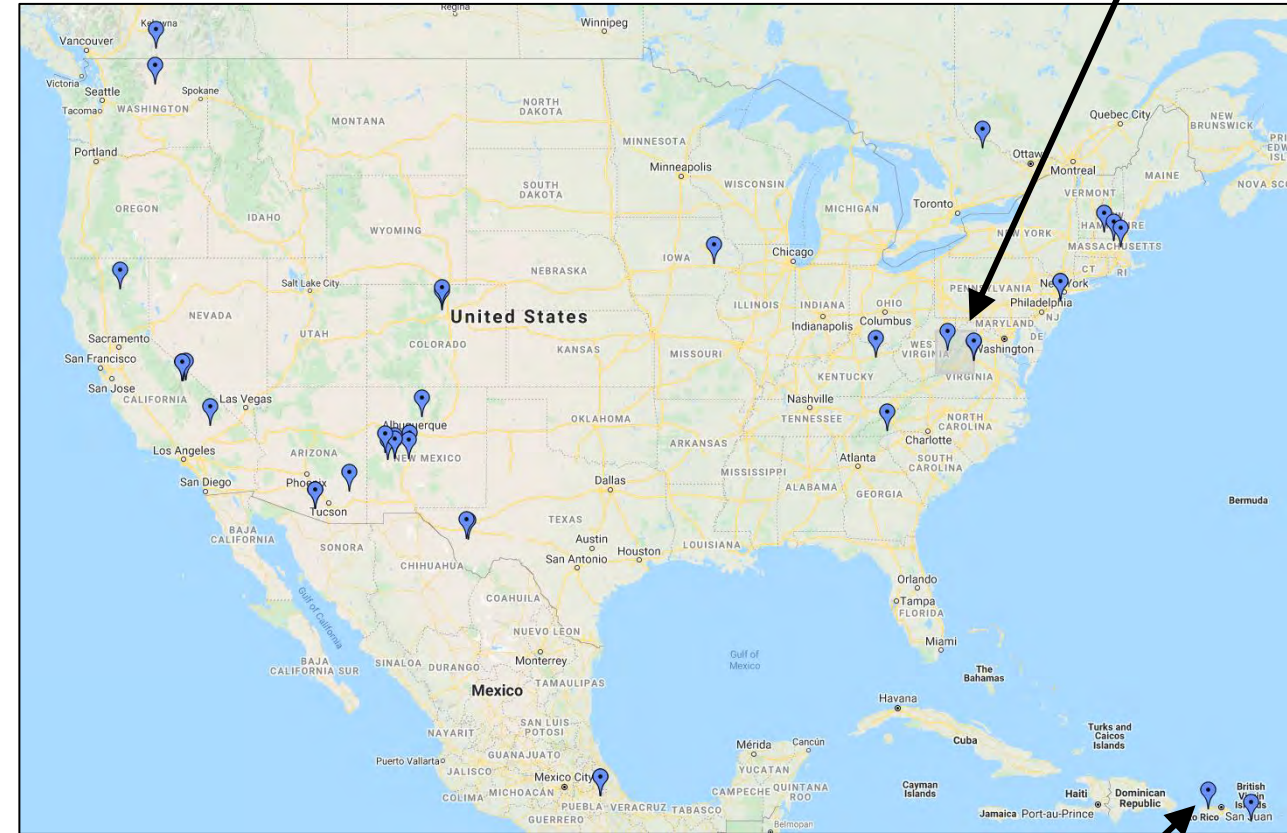 Regina
Winnipeg
Kelowna
Vancouver
Victoria
Seattle
Spokane
Tacoma
WASHINGTON
MONTANA
NORTH
DAKOTA
MINNESOTA
Minneapolis
Quebec City
NEW
BRUNSWICK
Ottaw
Montreal
MAINE
NOVA SC
Portland
OREGON
IDAHO
SOUTH
DAKOTA
WISCONSIN
MICHIGAN
Toronto
VERMONT
NEW YORK
MASSACHUSETTS
CT
RI
WYOMING
IOWA
Chicago
NEBRASKA
Salt Lake City
NEVADA
UTAH
COLORADO
United States
KANSAS
ILLINOIS
INDIANA
Indianapolis
OHIO
Columbus
PENNSYLVANIA
New York
Philadelphia
NJ
MARYLAND
DE
WEST
VIRGINIA
Washington
VIRGINIA
MISSOURI
KENTUCKY
Sacramento
San Francisco
San Jose
CALIFORNIA
Las Vegas
Nashville
TENNESSEE
NORTH
CAROLINA
Charlotte
Los Angeles
ARIZONA
Albuquerque
NEW MEXICO
OKLAHOMA
ARKANSAS
Atlanta
SOUTH
CAROLINA
San Diego
Phoenix
Tucson
Dallas
MISSISSIPPI
ALABAMA
GEORGIA
Bermuda
BAJA
CALIFORNIA
SONORA
CHIHUAHUA
TEXAS
Austin
San Antonio
Houston
LOUISIANA
Gulf of California
COAHUILA
Orlando
Tampa
FLORIDA
NUEVO LEON
Miami
BAJA
CALIFORNIA SUR
SINALOA
DURANGO
Monterrey
Gulf of
Mexico
The
Bahamas
Mexico
TAMAULIPAS
Havana
NAYARIT
SAN LUIS
POTOSI
Cuba
Turks and
Caicos
Islands
Puerto Vallarta
GUANAJUATO
JALISCO
Mérida
Cancún
YUCATAN
Mexico City
COLIMA
MICHOACÁN
CAMPECHE
QUINTANA
ROO
Cayman
Islands
Haiti
Dominican
Republic
British
PUEBLA
VERACRUZ
TABASCO
GUERRERO
Jamaica
Port-au-Prince
San Juan
Belmopan